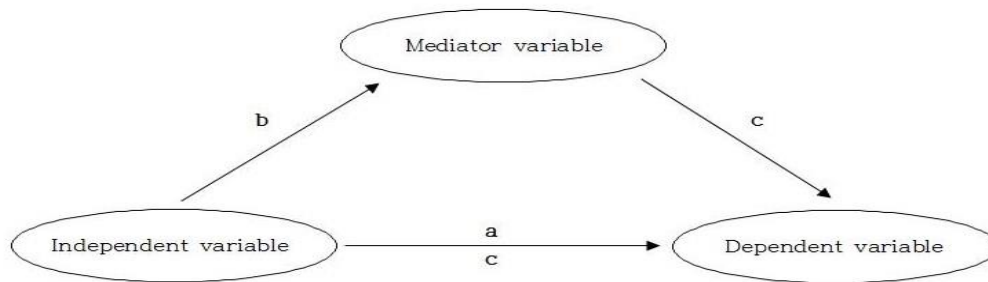 Mediator variable
b
c
Independent variable
a
c
Dependent variable